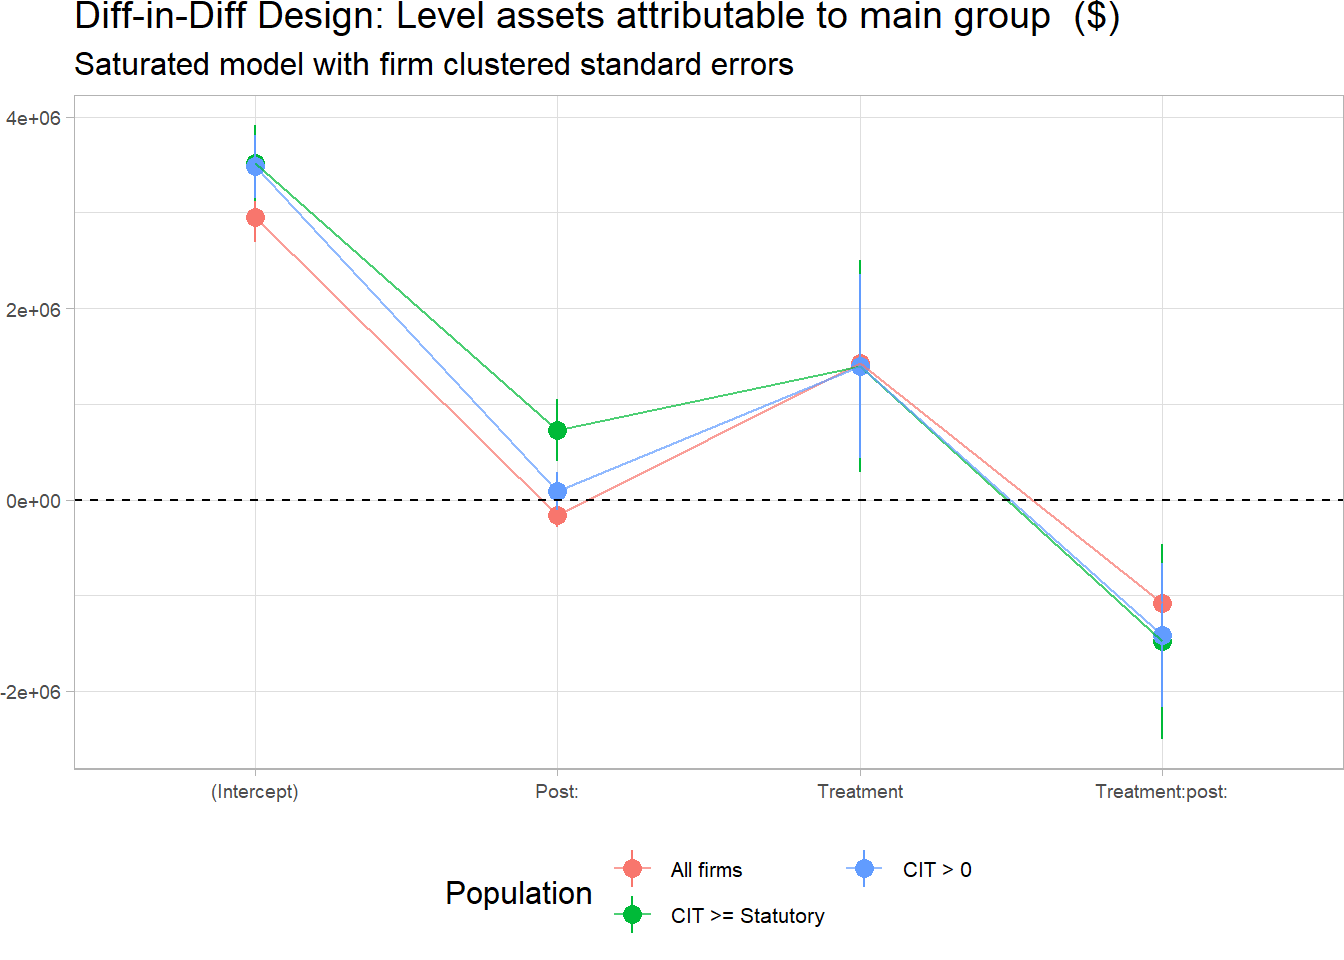 Diff-in-Diff Design: Level assets attributable to main group  ($)
Saturated model with firm clustered standard errors
4e+06
2e+06
0e+00
-2e+06
(Intercept) Post: Treatment Treatment:post:
Population
All firms CIT > 0
CIT >= Statutory